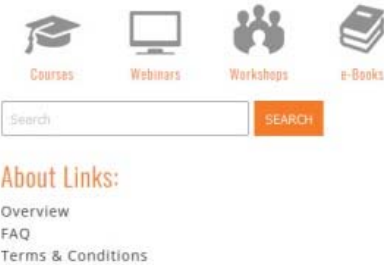 Courses Webinars Workshops e-Books
Search SEARCH
About Links:
Overview
FAQ
Terms & Conditions